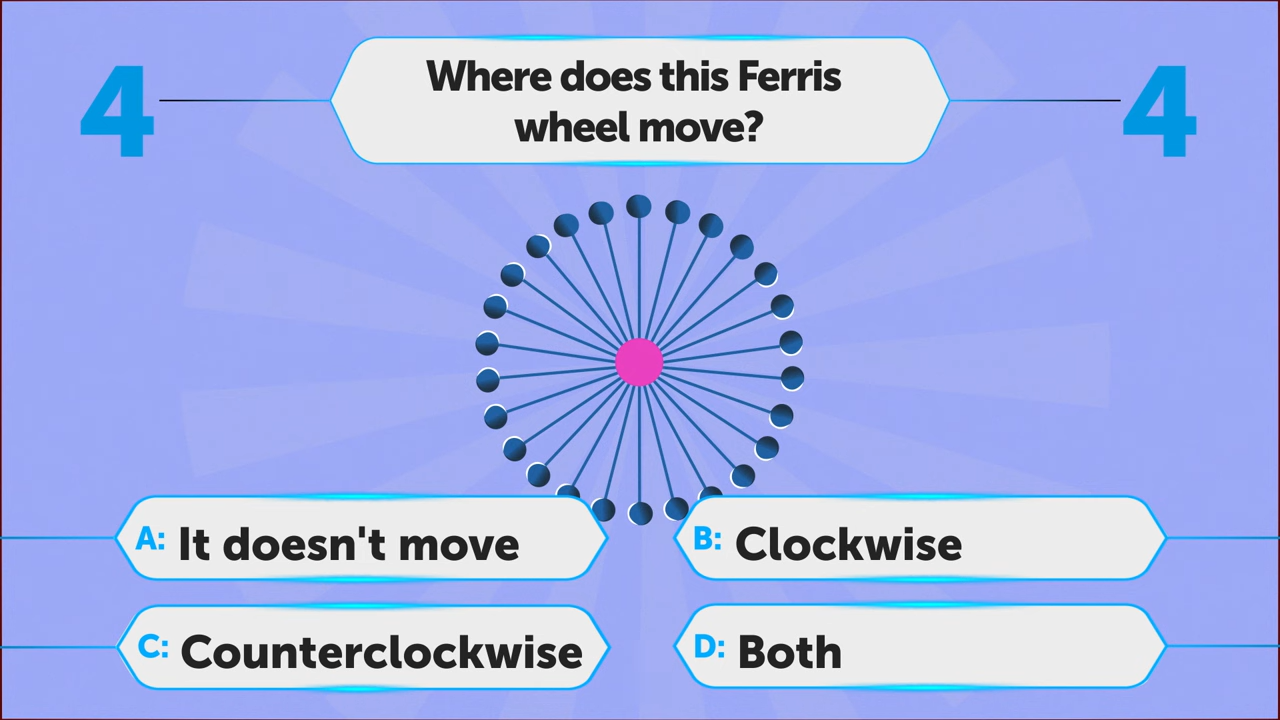 4
Where does this Ferris
wheel move?
4
A: It doesn't move
B: Clockwise
C: Counterclockwise
D: Both